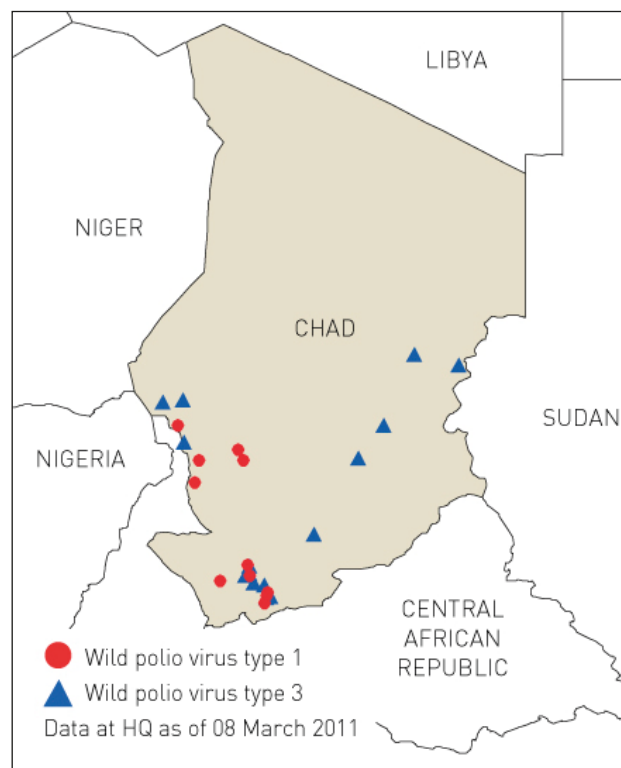 LIBYA
NIGER
CHAD
SUDAN
NIGERIA
CENTRAL
AFRICAN
REPUBLIC
Wild polio virus type 1
Wild polio virus type 3
Data at HQ as of 08 March 2011